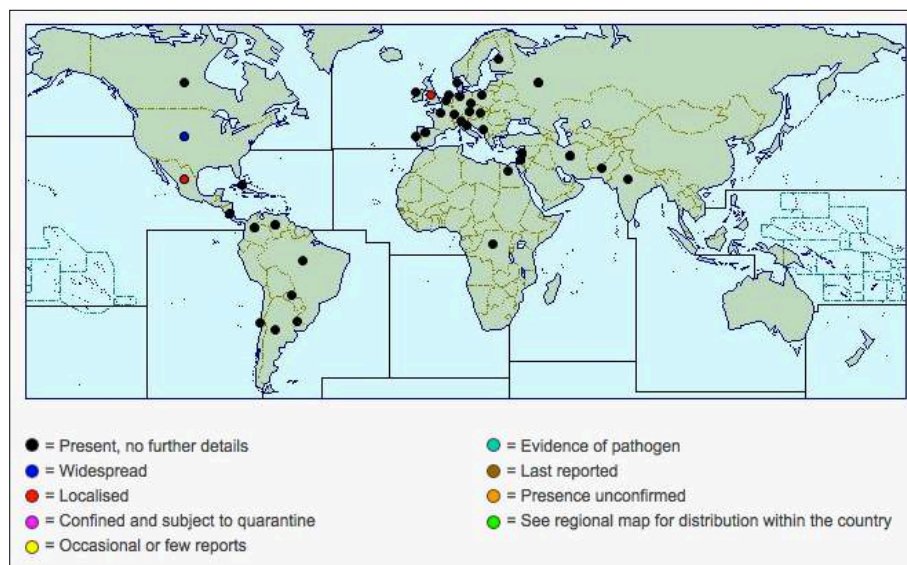 = Present, no further details
= Widespread
= Localised
= Confined and subject to quarantine
= Occasional or few reports
= Evidence of pathogen
= Last reported
= Presence unconfirmed
= See regional map for distribution within the country